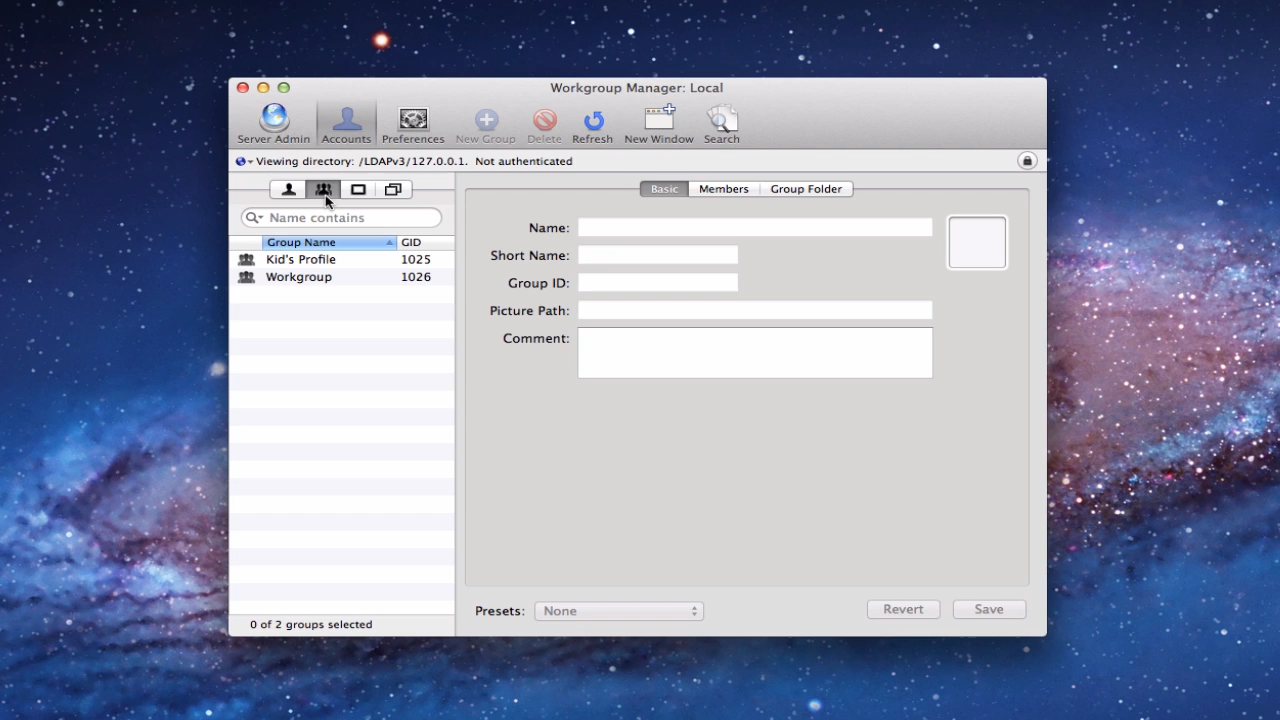 Workgroup Manager: Local
Server Admin Accounts Preferences New Group Delete Refresh New Window Search
Viewing directory: /LDAPv3/127.0.0.1. Not authenticated
Name contains
Group Name GID
Kid's Profile 1025
Workgroup 1026
0 of 2 groups selected
Basic Members Group Folder
Name:
Short Name:
Group ID:
Picture Path:
Comment:
Presets: None Revert Save